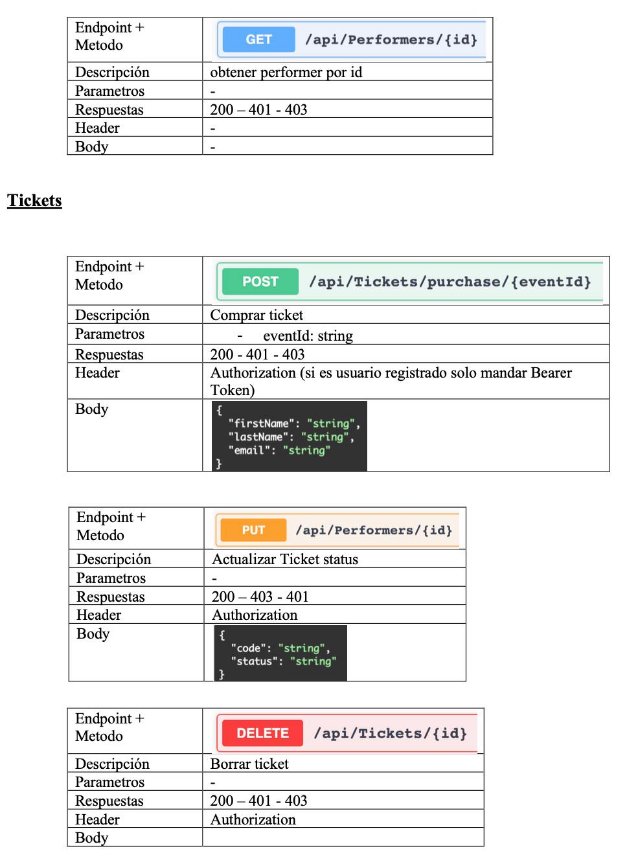 Endpoint +
Metodo
GET /api/Performers/{id}
Descripción obtener performer por id
Parametros -
Respuestas 200 – 401 - 403
Header -
Body -
Tickets
Endpoint +
Metodo
POST /api/Tickets/purchase/{eventId}
Descripción Comprar ticket
Parametros - eventId: string
Respuestas 200 - 401 - 403
Header Authorization (si es usuario registrado solo mandar Bearer
Token)
Body {
"firstName": "string",
"lastName": "string",
"email": "string"
}
Endpoint +
Metodo
PUT /api/Performers/{id}
Descripción Actualizar Ticket status
Parametros -
Respuestas 200 – 403 - 401
Header Authorization
Body {
"code": "string",
"status": "string"
}
Endpoint +
Metodo
DELETE /api/Tickets/{id}
Descripción Borrar ticket
Parametros -
Respuestas 200 – 401 - 403
Header Authorization
Body